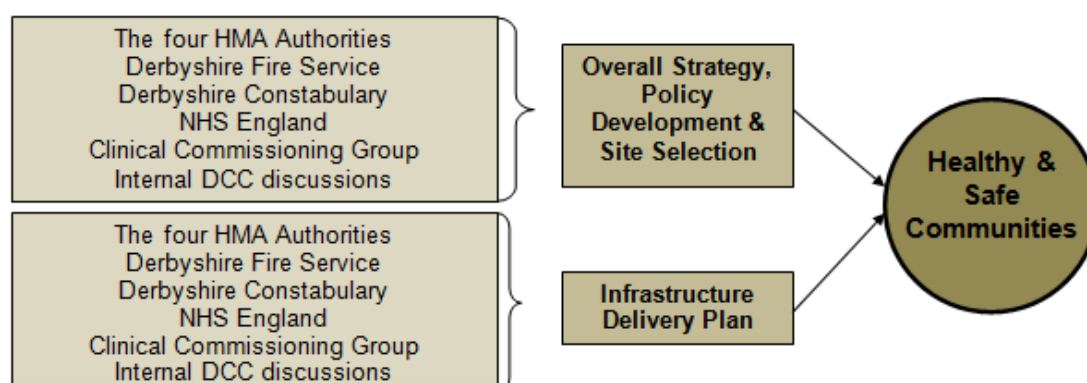 The four HMA Authorities
Derbyshire Fire Service
Derbyshire Constabulary
NHS England
Clinical Commissioning Group
Internal DCC discussions
Overall Strategy,
Policy
Development &
Site Selection
The four HMA Authorities
Derbyshire Fire Service
Derbyshire Constabulary
NHS England
Clinical Commissioning Group
Internal DCC discussions
Infrastructure
Delivery Plan
Healthy &
Safe
Communities